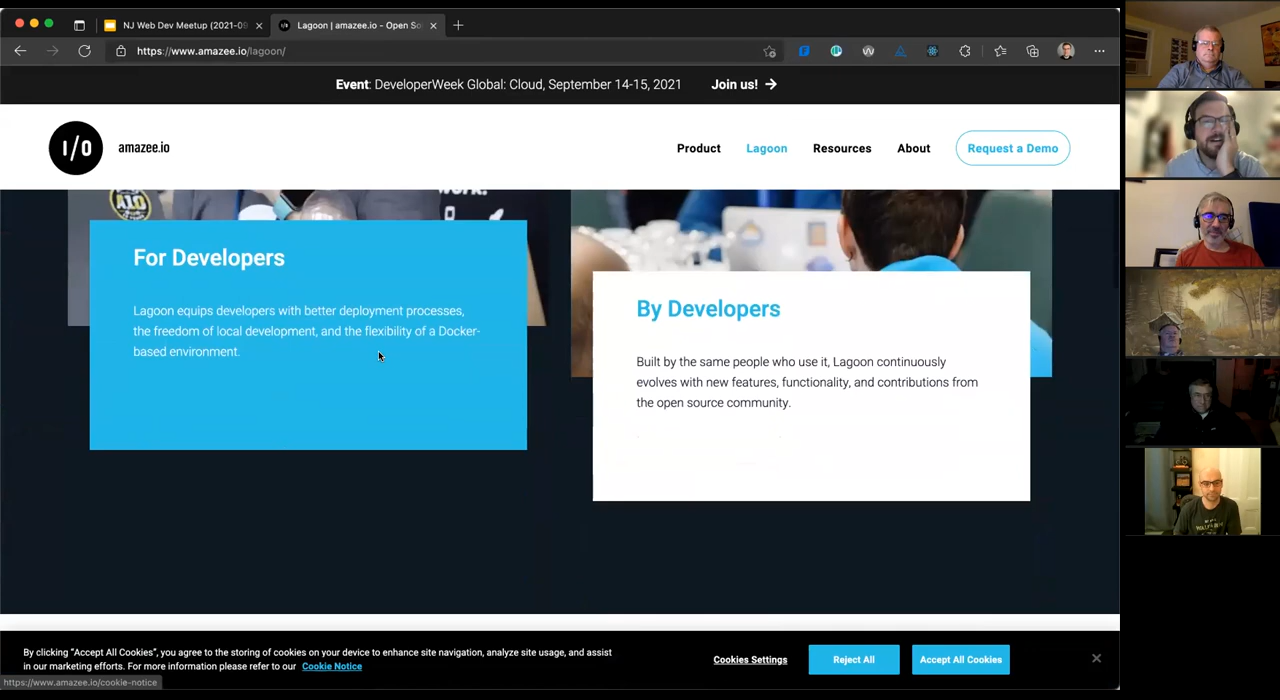 NJ Web Dev Meetup (2021-09
Lagoon | amazee.io - Open So
https://www.amazee.io/lagoon/
Event: DeveloperWeek Global: Cloud, September 14-15, 2021 Join us! →
I/O
amazee.io
Product
Lagoon
Resources
About
Request a Demo
For Developers
Lagoon equips developers with better deployment processes,
the freedom of local development, and the flexibility of a Docker-
based environment.
By Developers
Built by the same people who use it, Lagoon continuously
evolves with new features, functionality, and contributions from
the open source community.
By clicking “Accept All Cookies”, you agree to the storing of cookies on your device to enhance site navigation, analyze site usage, and assist
in our marketing efforts. For more information please refer to our Cookie Notice
Cookies Settings
Reject All
Accept All Cookies
https://www.amazee.io/cookie-notice